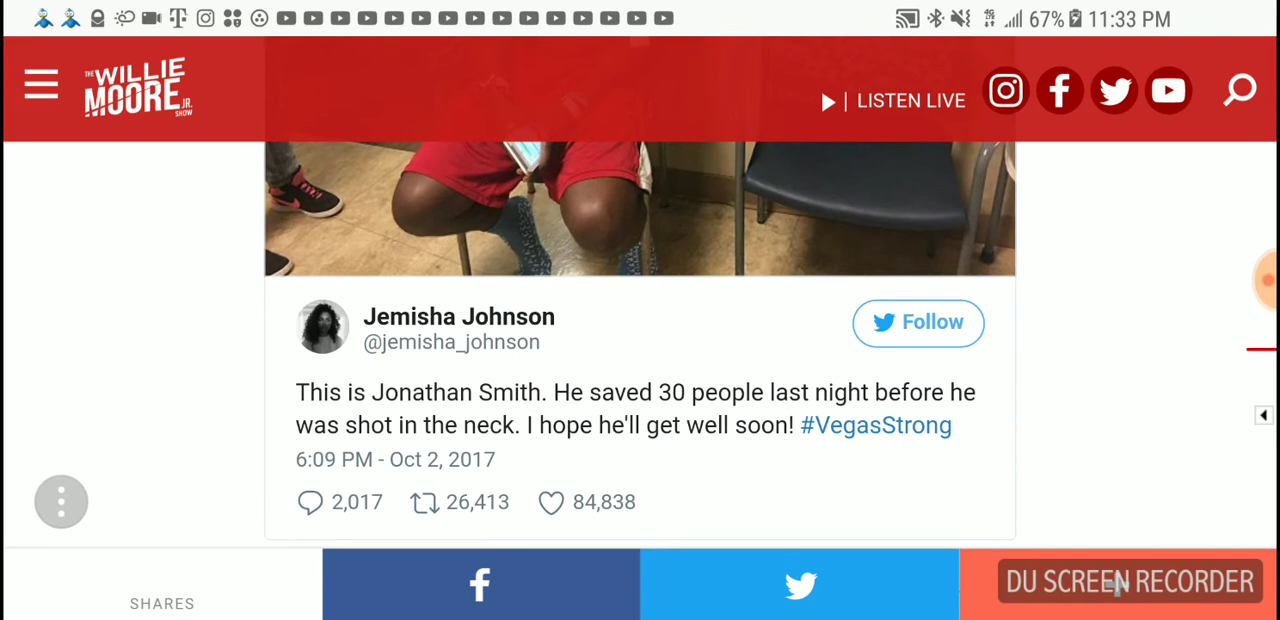 67% 11:33 PM
THE
WILLIE
MOORE JR.
SHOW
LISTEN LIVE
Jemisha Johnson
@jemisha_johnson
Follow
This is Jonathan Smith. He saved 30 people last night before he
was shot in the neck. I hope he'll get well soon! #VegasStrong
6:09 PM - Oct 2, 2017
2,017 26,413 84,838
SHARES
DU SCREEN RECORDER